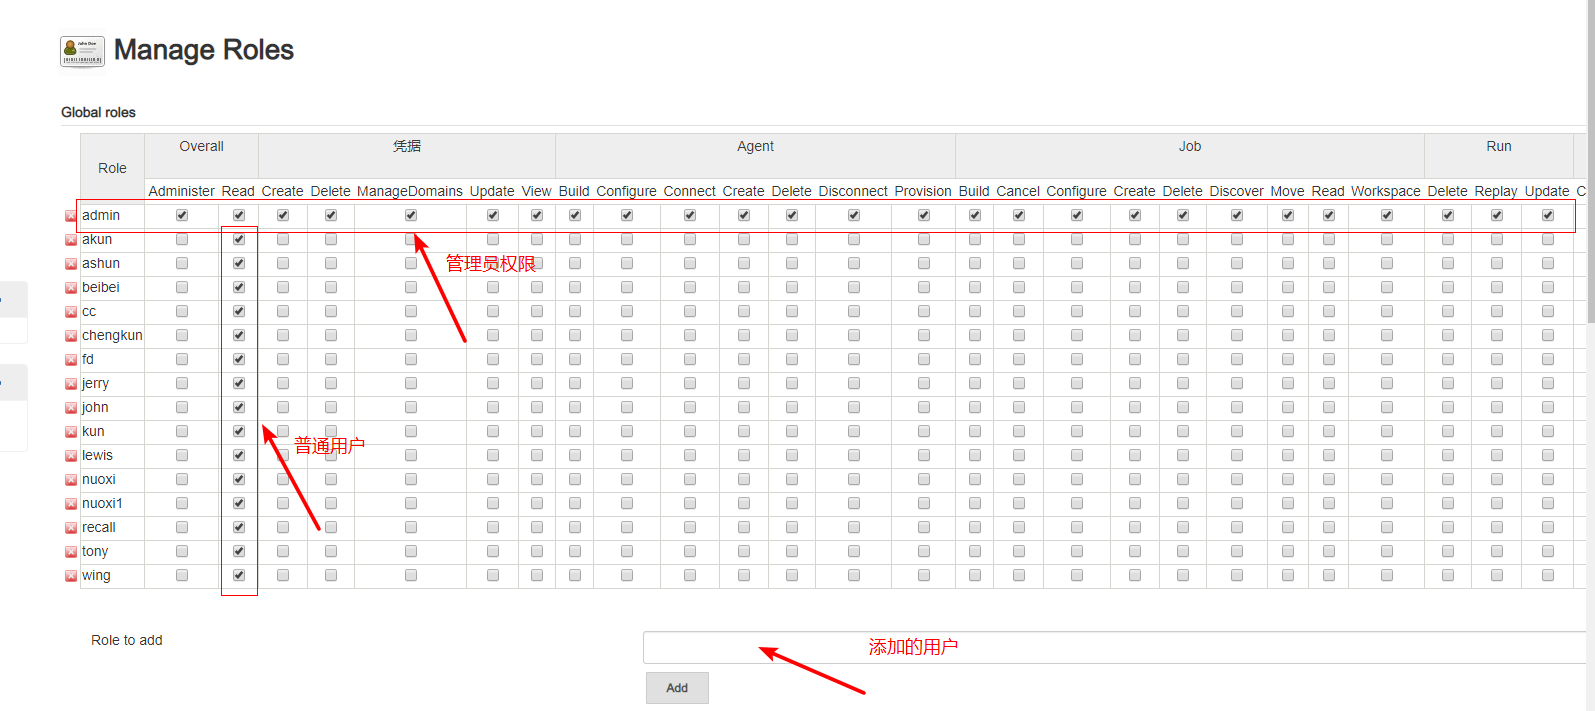 Manage Roles
Global roles
Role Overall 凭据 Agent Job Run
Administer Read Create Delete ManageDomains Update View Build Configure Connect Create Delete Disconnect Provision Build Cancel Configure Create Delete Discover Move Read Workspace Delete Replay Update
admin
akun
ashun
管理员权限
beibei
cc
chengkun
fd
jerry
john
kun
普通用户
lewis
nuoxi
nuoxi1
recall
tony
wing
Role to add
添加的用户
Add